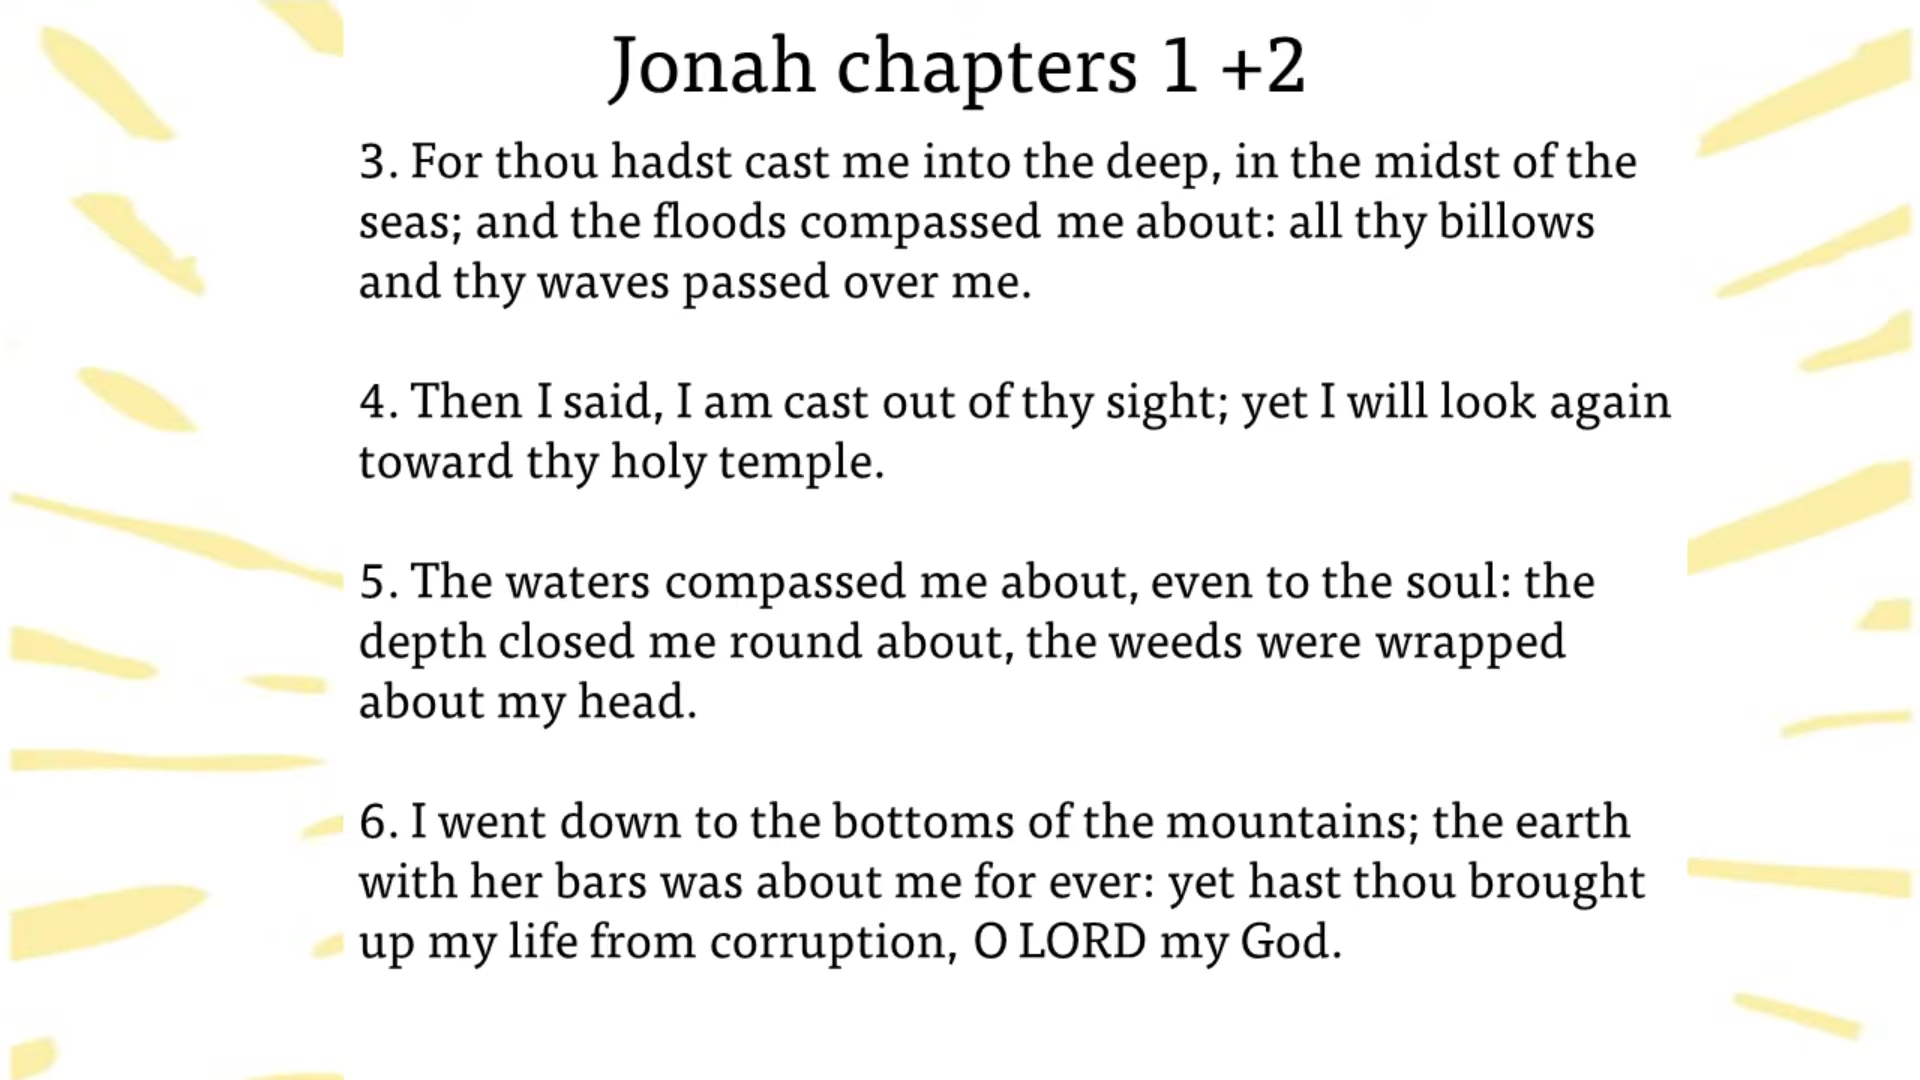 Jonah chapters 1 +2
3. For thou hadst cast me into the deep, in the midst of the
seas; and the floods compassed me about: all thy billows
and thy waves passed over me.
4. Then I said, I am cast out of thy sight; yet I will look again
toward thy holy temple.
5. The waters compassed me about, even to the soul: the
depth closed me round about, the weeds were wrapped
about my head.
6. I went down to the bottoms of the mountains; the earth
with her bars was about me for ever: yet hast thou brought
up my life from corruption, O LORD my God.